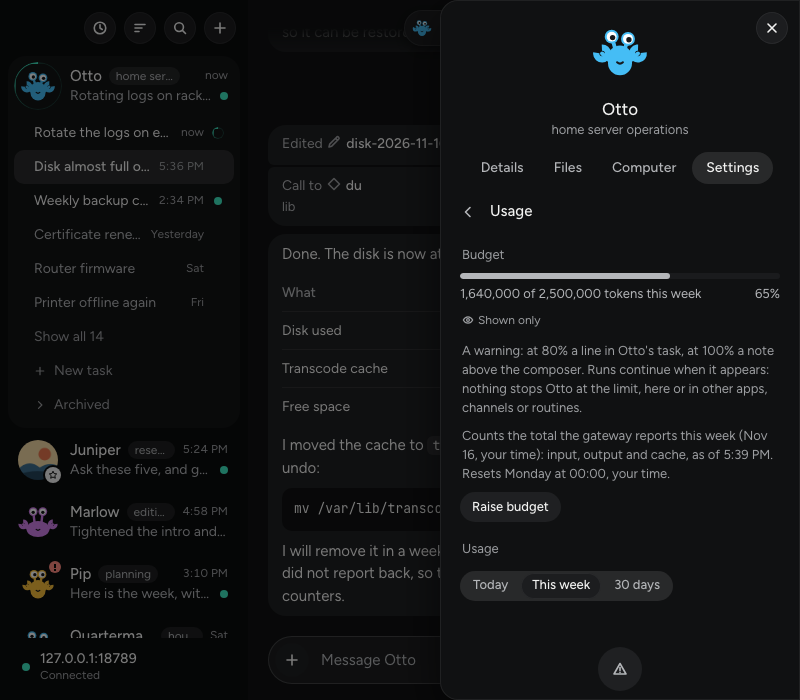 Otto
home ser...
now
Rotating logs on rack...
Rotate the logs on e...
now
Disk almost full o...
5:36 PM
Weekly backup c...
2:34 PM
Certificate rene...
Yesterday
Router firmware
Sat
Printer offline again
Fri
Show all 14
New task
Archived
Juniper
rese...
5:24 PM
Ask these five, and g...
Marlow
editi...
4:58 PM
Tightened the intro and...
Pip
planning
3:10 PM
Here is the week, wit...
Quarterma
hou
Sat
127.0.0.1:18789
Connected
so it can be restor
Edited
disk-2026-11-1
Call to
du
lib
Done. The disk is now at
What
Disk used
Transcode cache
Free space
I moved the cache to
undo:
mv /var/lib/transco
I will remove it in a week
did not report back, so t
counters.
Message Otto
Otto
home server operations
Details
Files
Computer
Settings
Usage
Budget
1,640,000 of 2,500,000 tokens this week
65%
Shown only
A warning: at 80% a line in Otto's task, at 100% a note
above the composer. Runs continue when it appears:
nothing stops Otto at the limit, here or in other apps,
channels or routines.
Counts the total the gateway reports this week (Nov
16, your time): input, output and cache, as of 5:39 PM.
Resets Monday at 00:00, your time.
Raise budget
Usage
Today
This week
30 days